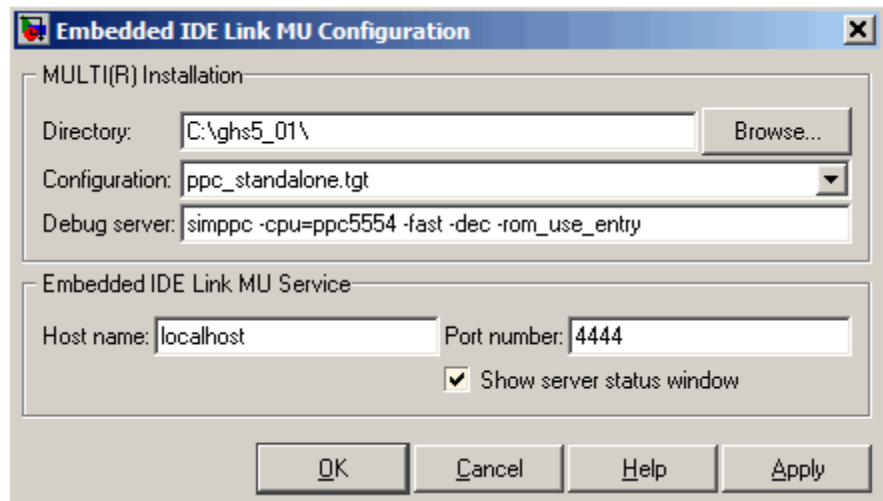 Embedded IDE Link MU Configuration
MULTI(R) Installation
Directory: C:\ghs5_01\ Browse...
Configuration: ppc_standalone.tgt
Debug server: simppc -cpu=ppc5554 -fast -dec -rom_use_entry
Embedded IDE Link MU Service
Host name: localhost Port number: 4444
Show server status window
OK Cancel Help Apply